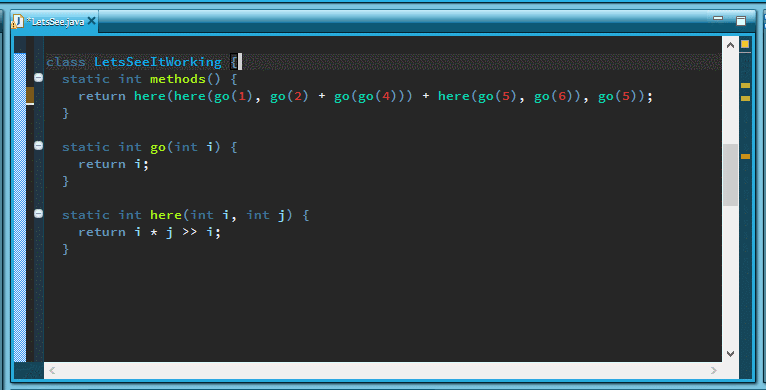 *LetsSee.java
class LetsSeeItWorking {
static int methods() {
return here(here(go(1), go(2) + go(go(4))) + here(go(5), go(6)), go(5));
}
static int go(int i) {
return i;
}
static int here(int i, int j) {
return i * j >> i;
}